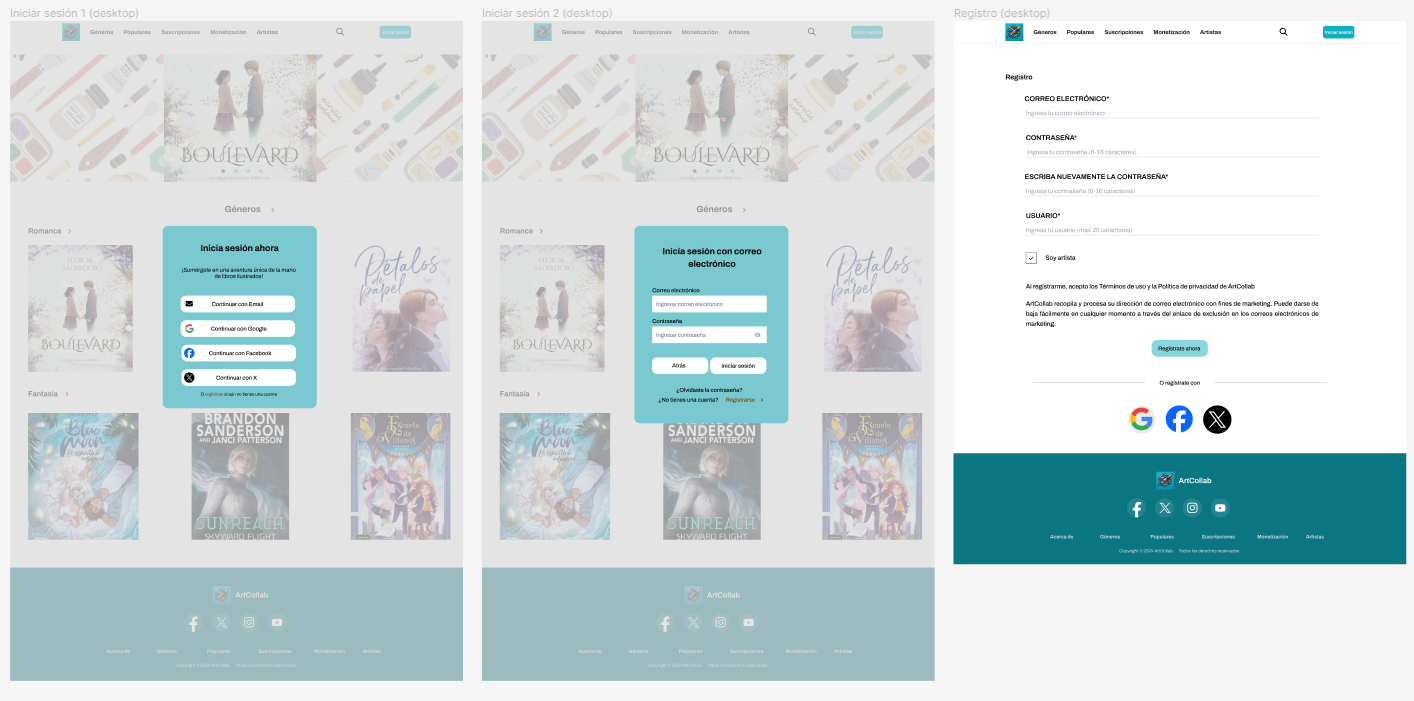 Iniciar sesión 1 (desktop)
Géneros Populares Suscripciones Monetización Artistas
Iniciar sesión
BOULEVARD
Géneros >
Romance >
FLOR M. SALVADOR
BOULEVARD
Pétalos de papel
Inicia sesión ahora
¡Sumérgete en una aventura única de la mano
de libros ilustrados!
Continuar con Email
Continuar con Google
Continuar con Facebook
Continuar con X
O regístrate si aún no tienes una cuenta
Fantasía >
Blue Moon
BRANDON
SANDERSON
AND JANCI PATTERSON
SUNREACH
SKYWARD FLIGHT
Escuela de Villanos
ArtCollab
Acerca de Géneros Populares Suscripciones Monetización Artistas
Copyright © 2024 ArtCollab Todos los derechos reservados
Iniciar sesión 2 (desktop)
Géneros Populares Suscripciones Monetización Artistas
Iniciar sesión
BOULEVARD
Géneros >
Romance >
FLOR M. SALVADOR
BOULEVARD
Pétalos de papel
Inicia sesión con correo
electrónico
Correo electrónico
Ingresar correo electrónico
Contraseña
Ingresar contraseña
Atrás
Iniciar sesión
¿Olvidaste la contraseña?
¿No tienes una cuenta? Registrarse >
Fantasía >
Blue Moon
SANDERSON
AND JANCI PATTERSON
SUNREACH
SKYWARD FLIGHT
Escuela de Villanos
ArtCollab
Acerca de Géneros Populares Suscripciones Monetización Artistas
Copyright © 2024 ArtCollab Todos los derechos reservados
Registro (desktop)
Géneros Populares Suscripciones Monetización Artistas
Iniciar sesión
Registro
CORREO ELECTRÓNICO*
Ingresa tu correo electrónico
CONTRASEÑA*
Ingresa tu contraseña (6-16 caracteres)
ESCRIBA NUEVAMENTE LA CONTRASEÑA*
Ingresa tu contraseña (6-16 caracteres)
USUARIO*
Ingresa tu usuario (máx 20 caracteres)
Soy artista
Al registrarme, acepto los Términos de uso y la Política de privacidad de ArtCollab
ArtCollab recopila y procesa su dirección de correo electrónico con fines de marketing. Puede darse de
baja fácilmente en cualquier momento a través del enlace de exclusión en los correos electrónicos de
marketing.
Regístrate ahora
O regístrate con
ArtCollab
Acerca de Géneros Populares Suscripciones Monetización Artistas
Copyright © 2024 ArtCollab Todos los derechos reservados